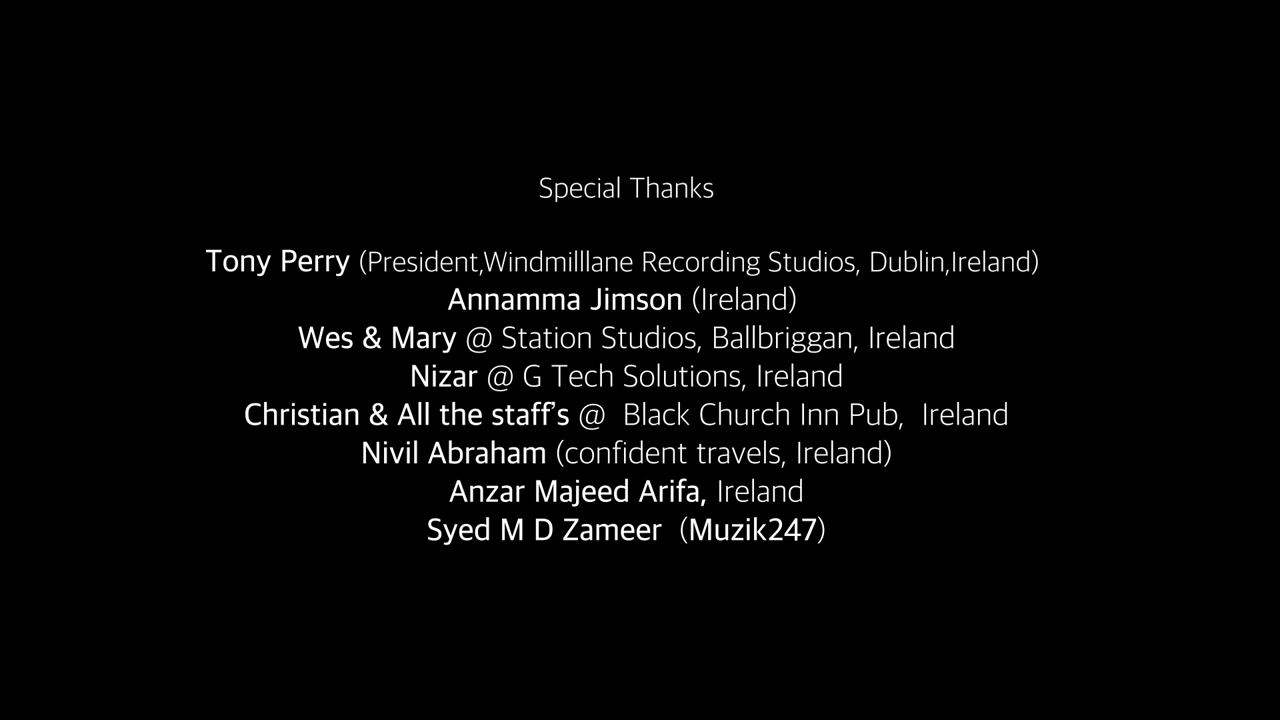 Special Thanks
Tony Perry (President,Windmilllane Recording Studios, Dublin,Ireland)
Annamma Jimson (Ireland)
Wes & Mary @ Station Studios, Ballbriggan, Ireland
Nizar @ G Tech Solutions, Ireland
Christian & All the staff's @  Black Church Inn Pub,  Ireland
Nivil Abraham (confident travels, Ireland)
Anzar Majeed Arifa, Ireland
Syed M D Zameer  (Muzik247)